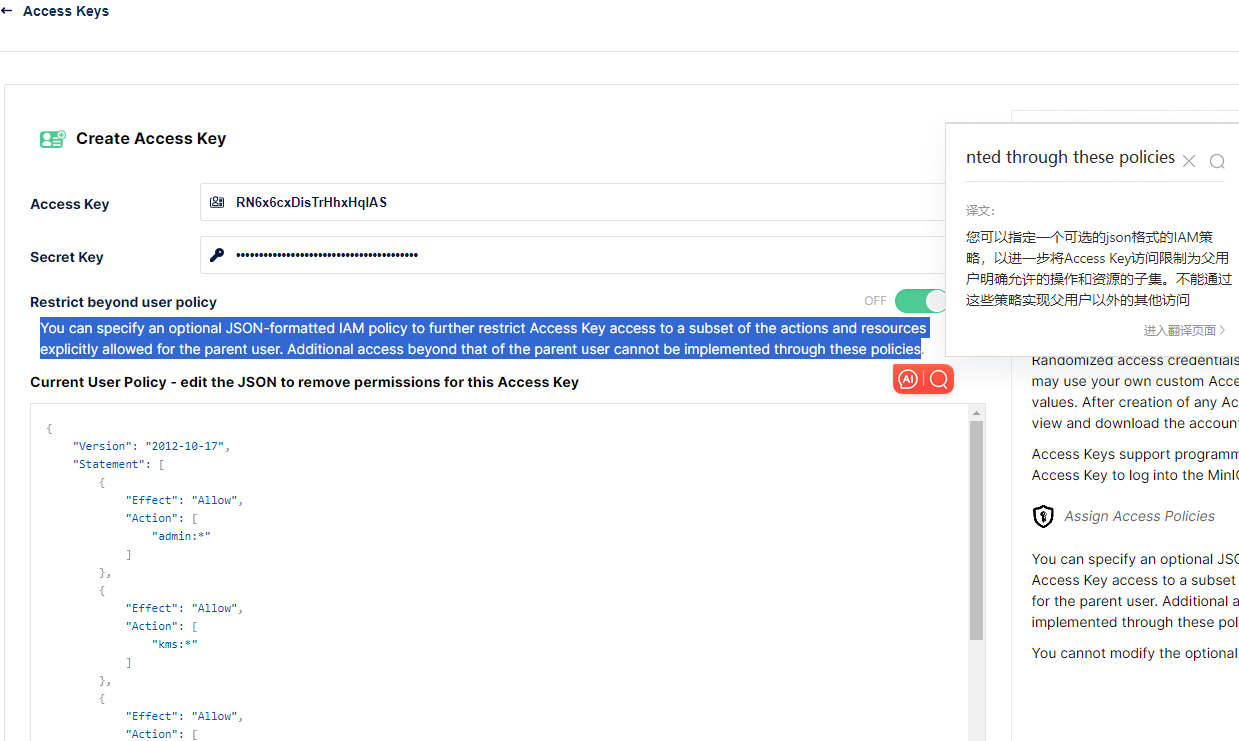 ← Access Keys
Create Access Key
Access Key
RN6x6cxDisTrHhxHqIAS
Secret Key
••••••••••••••••••••••••••••••••••••••••
Restrict beyond user policy
OFF
You can specify an optional JSON-formatted IAM policy to further restrict Access Key access to a subset of the actions and resources
explicitly allowed for the parent user. Additional access beyond that of the parent user cannot be implemented through these policies.
Current User Policy - edit the JSON to remove permissions for this Access Key
{
"Version": "2012-10-17",
"Statement": [
{
"Effect": "Allow",
"Action": [
"admin:*"
]
},
{
"Effect": "Allow",
"Action": [
"kms:*"
]
},
{
"Effect": "Allow",
"Action": [
nted through these policies
译文:
您可以指定一个可选的json格式的IAM策
略，以进一步将Access Key访问限制为父用
户明确允许的操作和资源的子集。不能通过
这些策略实现父用户以外的其他访问
进入翻译页面 >
AI
Randomized access credentials
may use your own custom Acce
values. After creation of any Ac
view and download the account
Access Keys support programm
Access Key to log into the MinIO
Assign Access Policies
You can specify an optional JSO
Access Key access to a subset
for the parent user. Additional a
implemented through these poli
You cannot modify the optional